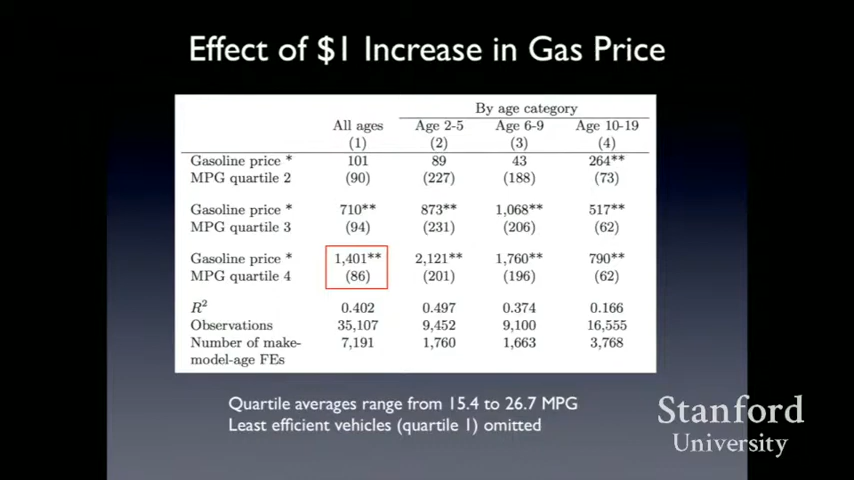 Effect of $1 Increase in Gas Price
By age category
All ages Age 2-5 Age 6-9 Age 10-19
(1) (2) (3) (4)
Gasoline price * 101 89 43 264**
MPG quartile 2 (90) (227) (188) (73)
Gasoline price * 710** 873** 1,068** 517**
MPG quartile 3 (94) (231) (206) (62)
Gasoline price * 1,401** 2,121** 1,760** 790**
MPG quartile 4 (86) (201) (196) (62)
R² 0.402 0.497 0.374 0.166
Observations 35,107 9,452 9,100 16,555
Number of make- 7,191 1,760 1,663 3,768
model-age FEs
Quartile averages range from 15.4 to 26.7 MPG
Least efficient vehicles (quartile 1) omitted
Stanford
University